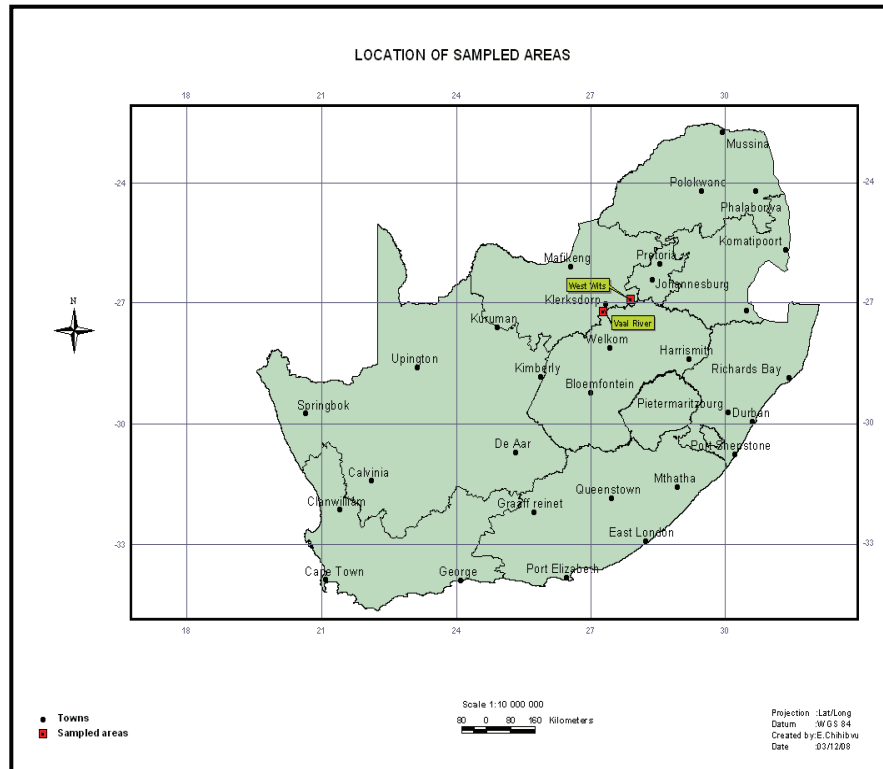 LOCATION OF SAMPLED AREAS
18 21 24 27 30
Mussina
-24 -24
Polokwane
Phalaborwa
Komatipoort
Pretoria
Mafikeng
Johannesburg
West Wits
N
-27 -27
Klerksdorp
Kuruman
Vaal River
Welkom
Harrismith
Upington
Kimberly
Richards Bay
Bloemfontein
Springbok
Pietermaritzburg
Durban
-30 -30
De Aar
Port Shepstone
Calvinia
Mthatha
Queenstown
Clanwilliam
Graaff reinet
East London
-33 -33
Cape Town
George
Port Elizabeth
18 21 24 27 30
Towns
Sampled areas
Scale 1:10 000 000
80 0 80 160 Kilometers
Projection :Lat/Long
Datum :WGS 84
Created by:E.Chihibvu
Date :03/12/08